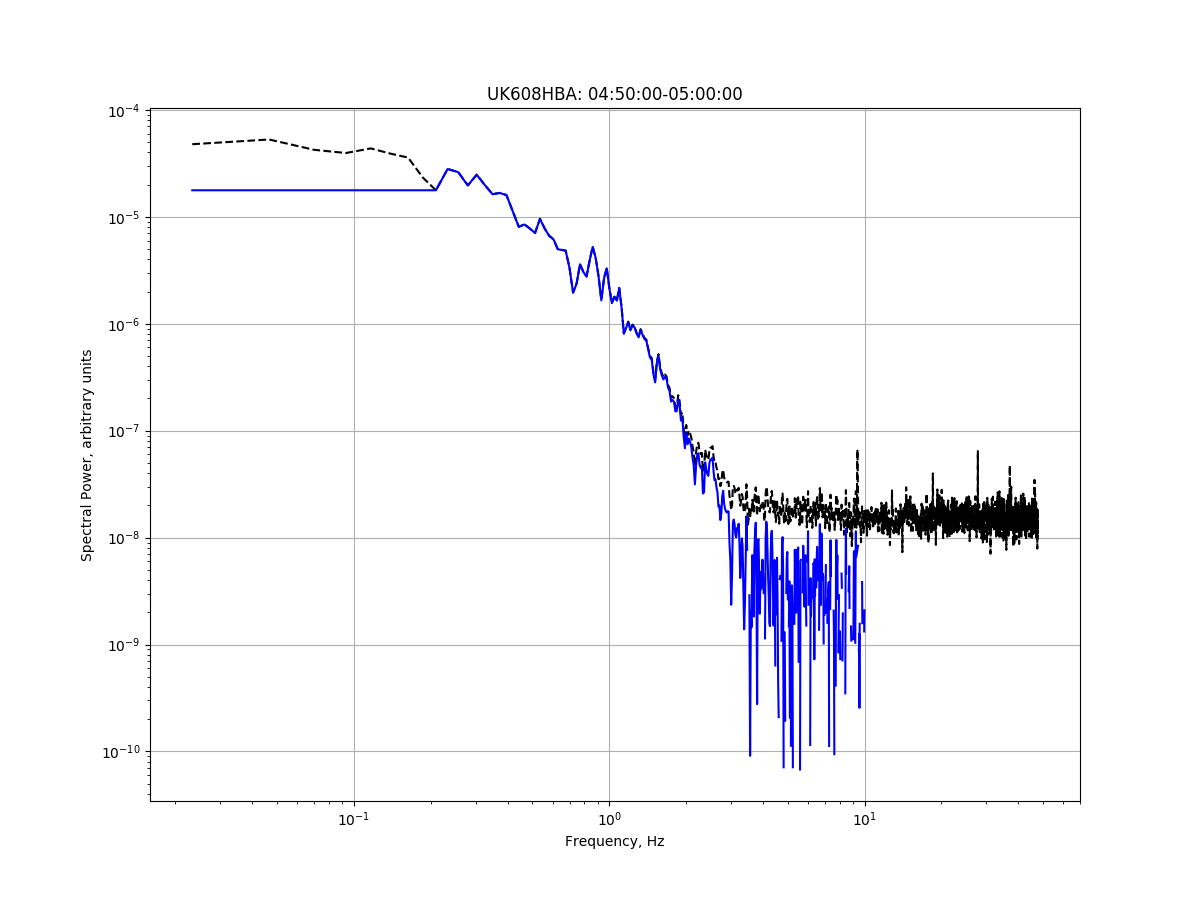 UK608HBA: 04:50:00-05:00:00
Spectral Power, arbitrary units
10⁻⁴
10⁻⁵
10⁻⁶
10⁻⁷
10⁻⁸
10⁻⁹
10⁻¹⁰
10⁻¹ 10⁰ 10¹
Frequency, Hz